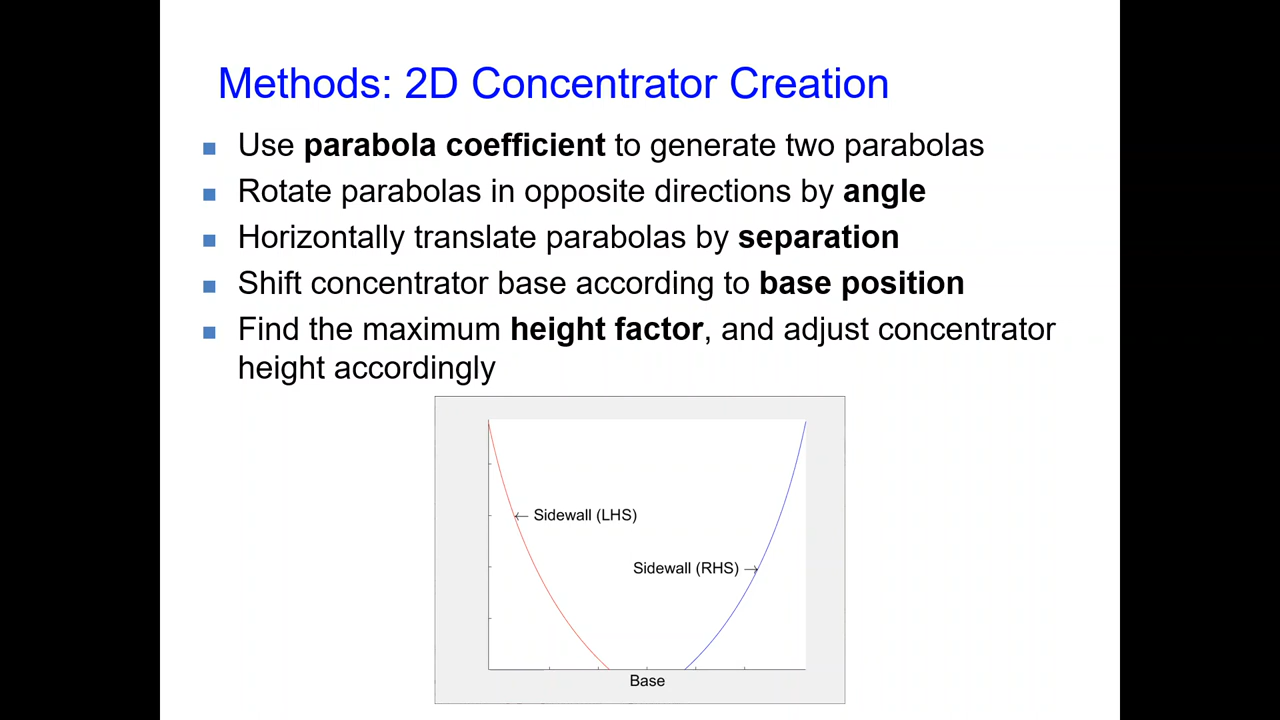 Methods: 2D Concentrator Creation
Use parabola coefficient to generate two parabolas
Rotate parabolas in opposite directions by angle
Horizontally translate parabolas by separation
Shift concentrator base according to base position
Find the maximum height factor, and adjust concentrator
height accordingly
Sidewall (LHS)
Sidewall (RHS)
Base